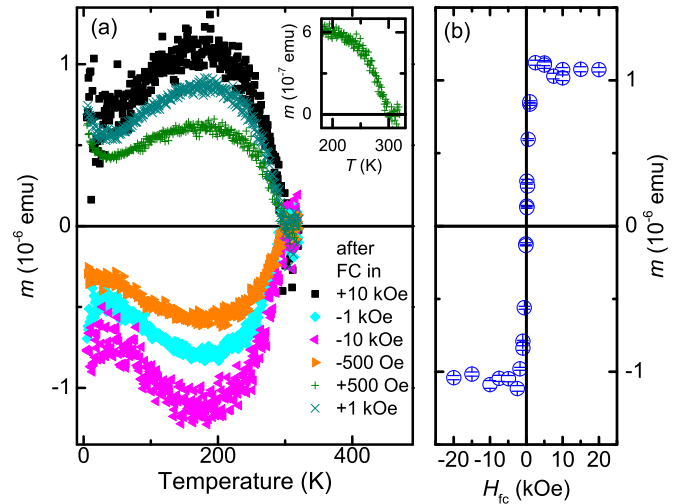 (a)
m (10⁻⁶ emu)
1
0
-1
0
200
400
Temperature (K)
m (10⁻⁷ emu)
6
0
200
300
T (K)
after
FC in
+10 kOe
-1 kOe
-10 kOe
-500 Oe
+500 Oe
+1 kOe
(b)
1
0
-1
m (10⁻⁶ emu)
-20 -10 0 10 20
H_fc (kOe)